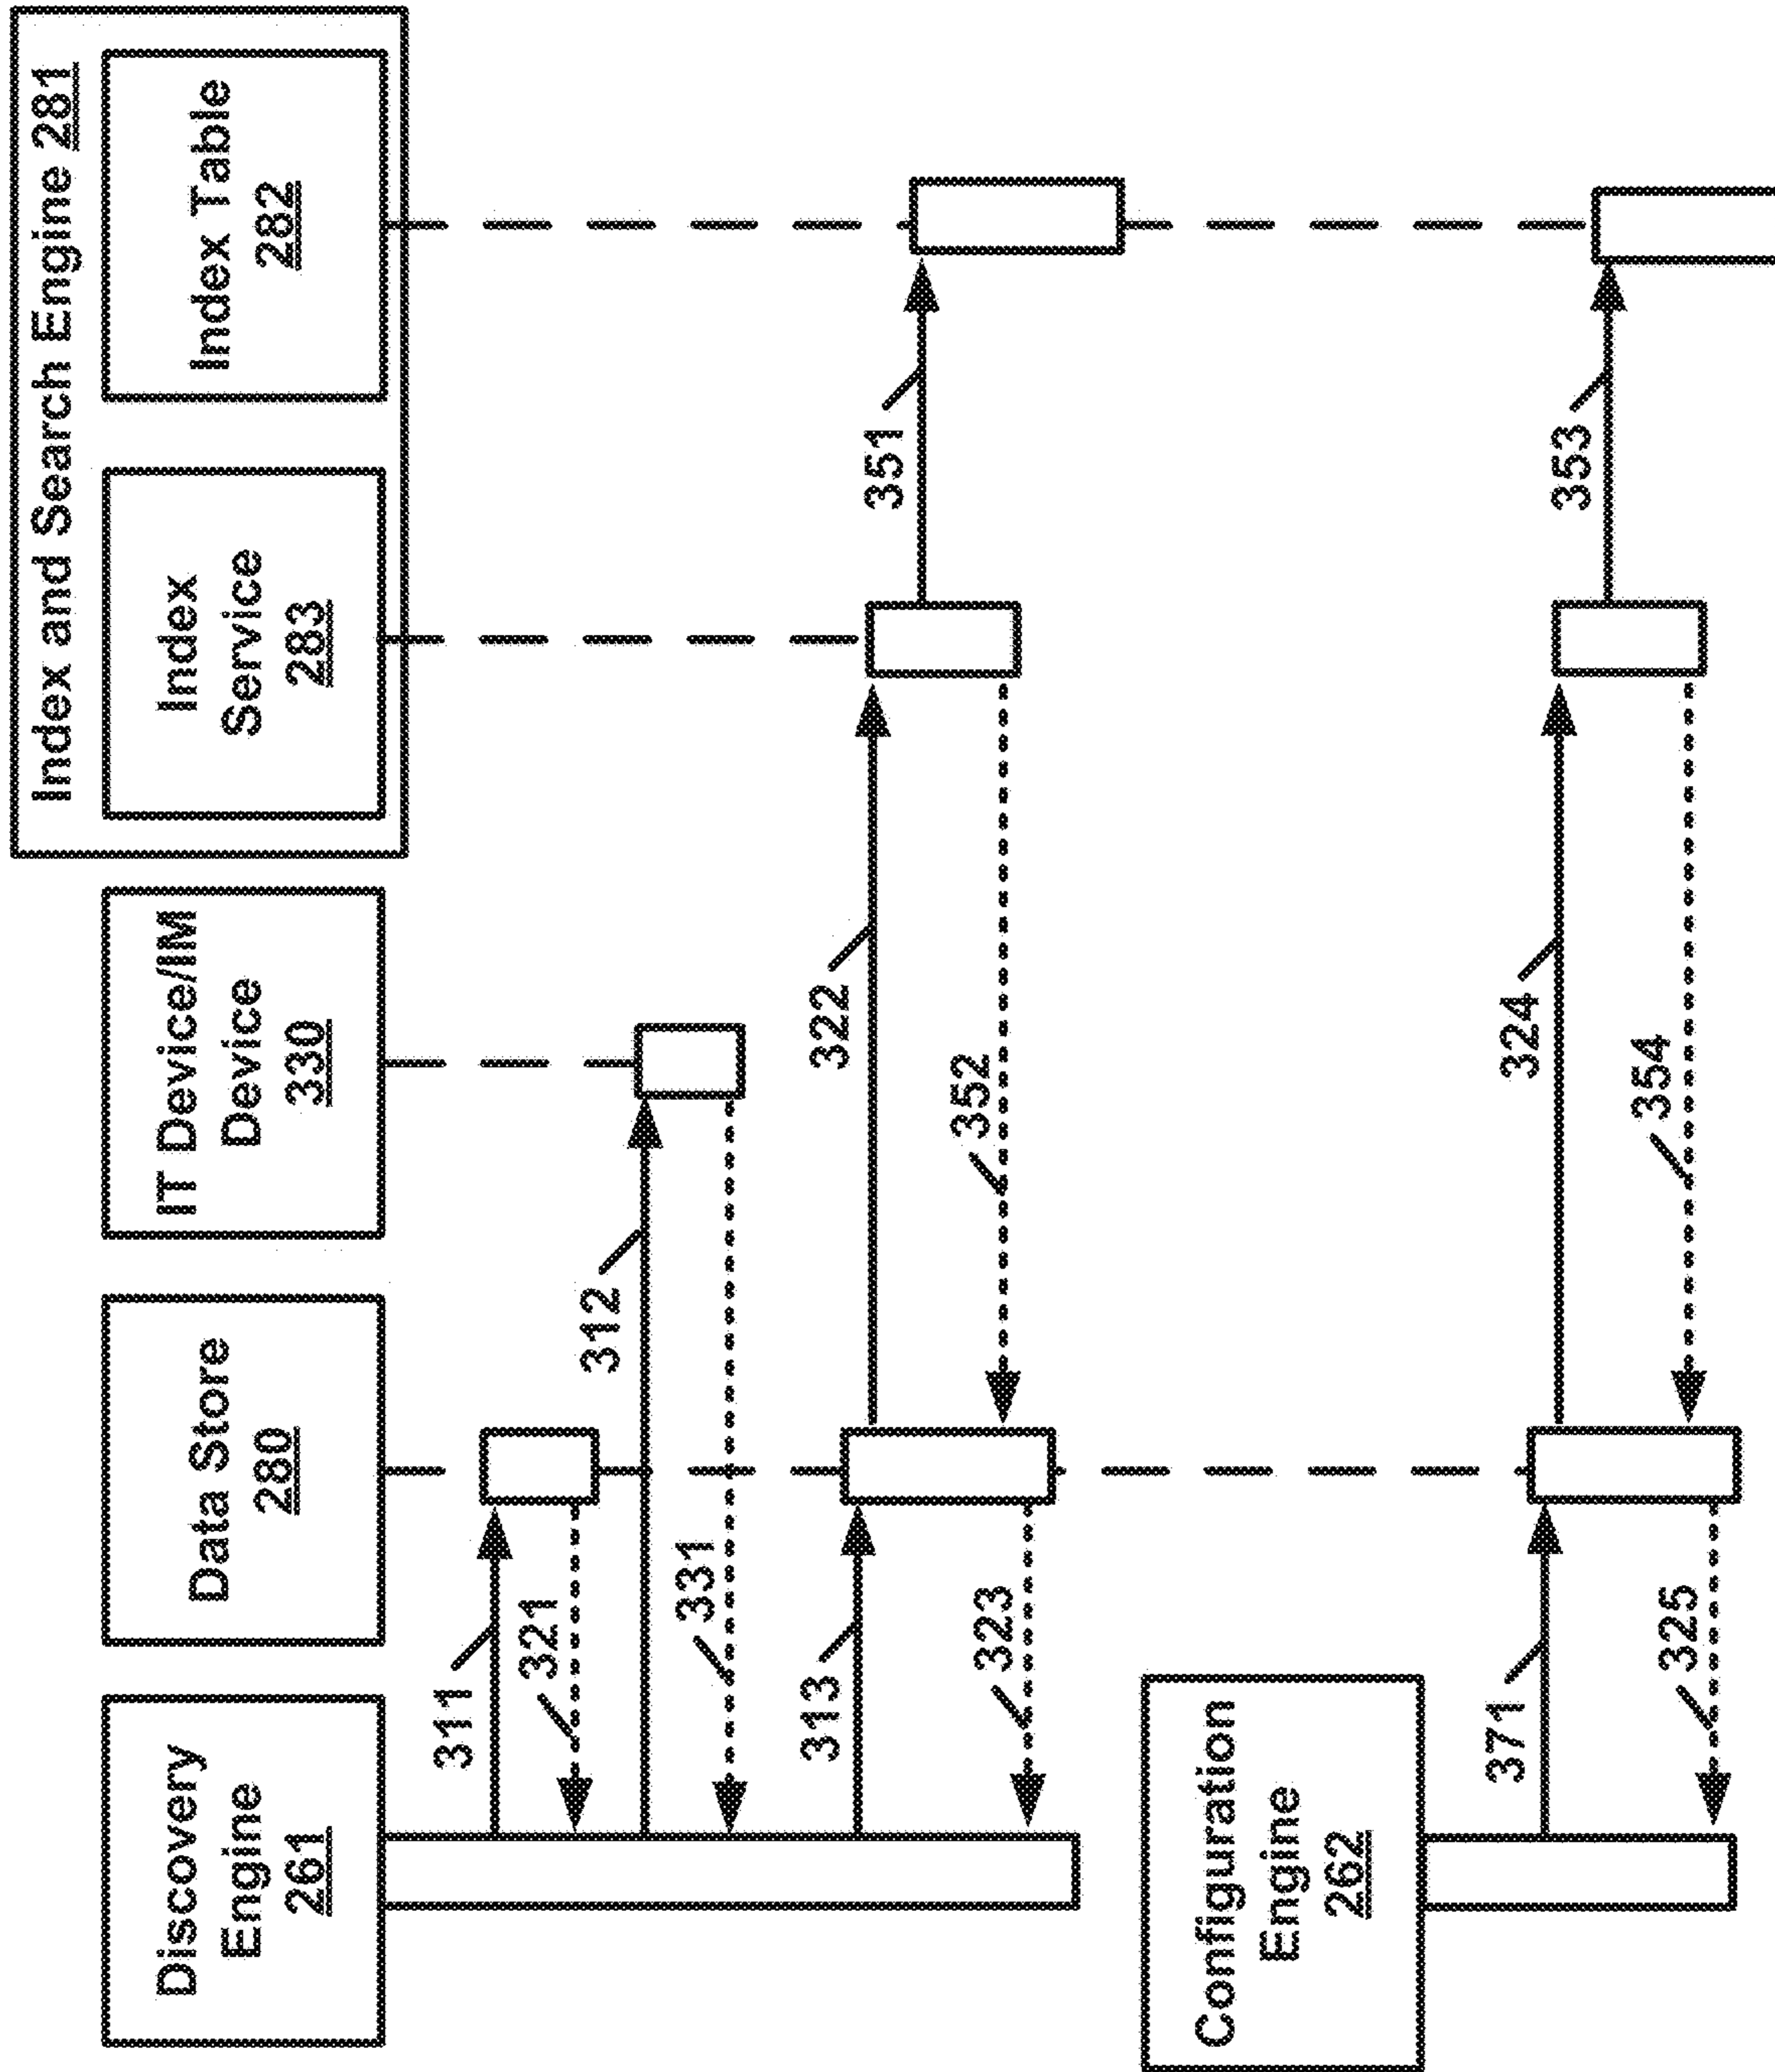 Index and Search Engine 281
Discovery
Engine
261
Data Store
280
IT Device/IM
Device
330
Index
Service
283
Index Table
282
311
321
312
331
313
322
351
352
323
Configuration
Engine
262
371
324
353
354
325